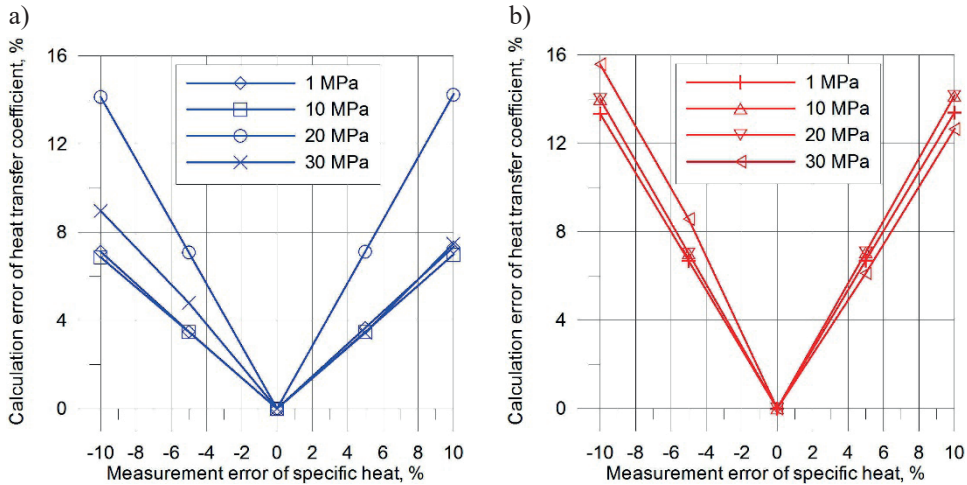 a)
Calculation error of heat transfer coefficient, %
16
12
8
4
0
1 MPa
10 MPa
20 MPa
30 MPa
-10 -8 -6 -4 -2 0 2 4 6 8 10
Measurement error of specific heat, %
b)
Calculation error of heat transfer coefficient, %
16
12
8
4
0
1 MPa
10 MPa
20 MPa
30 MPa
-10 -8 -6 -4 -2 0 2 4 6 8 10
Measurement error of specific heat, %